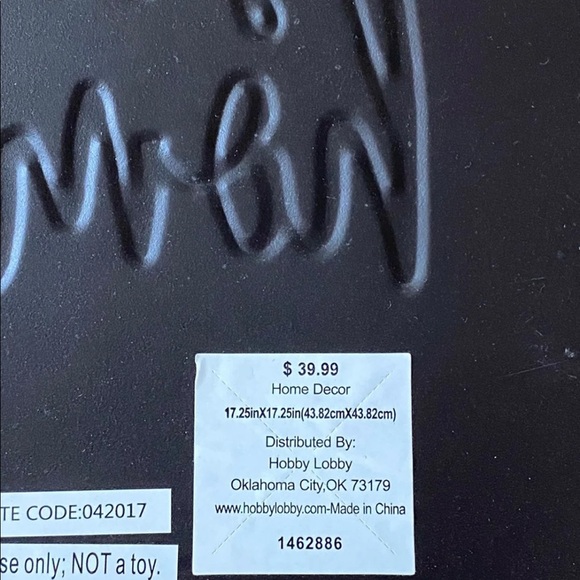 $ 39.99
Home Decor
17.25inX17.25in(43.82cmX43.82cm)
Distributed By:
Hobby Lobby
Oklahoma City,OK 73179
www.hobbylobby.com-Made in China
1462886
TE CODE:042017
se only; NOT a toy.